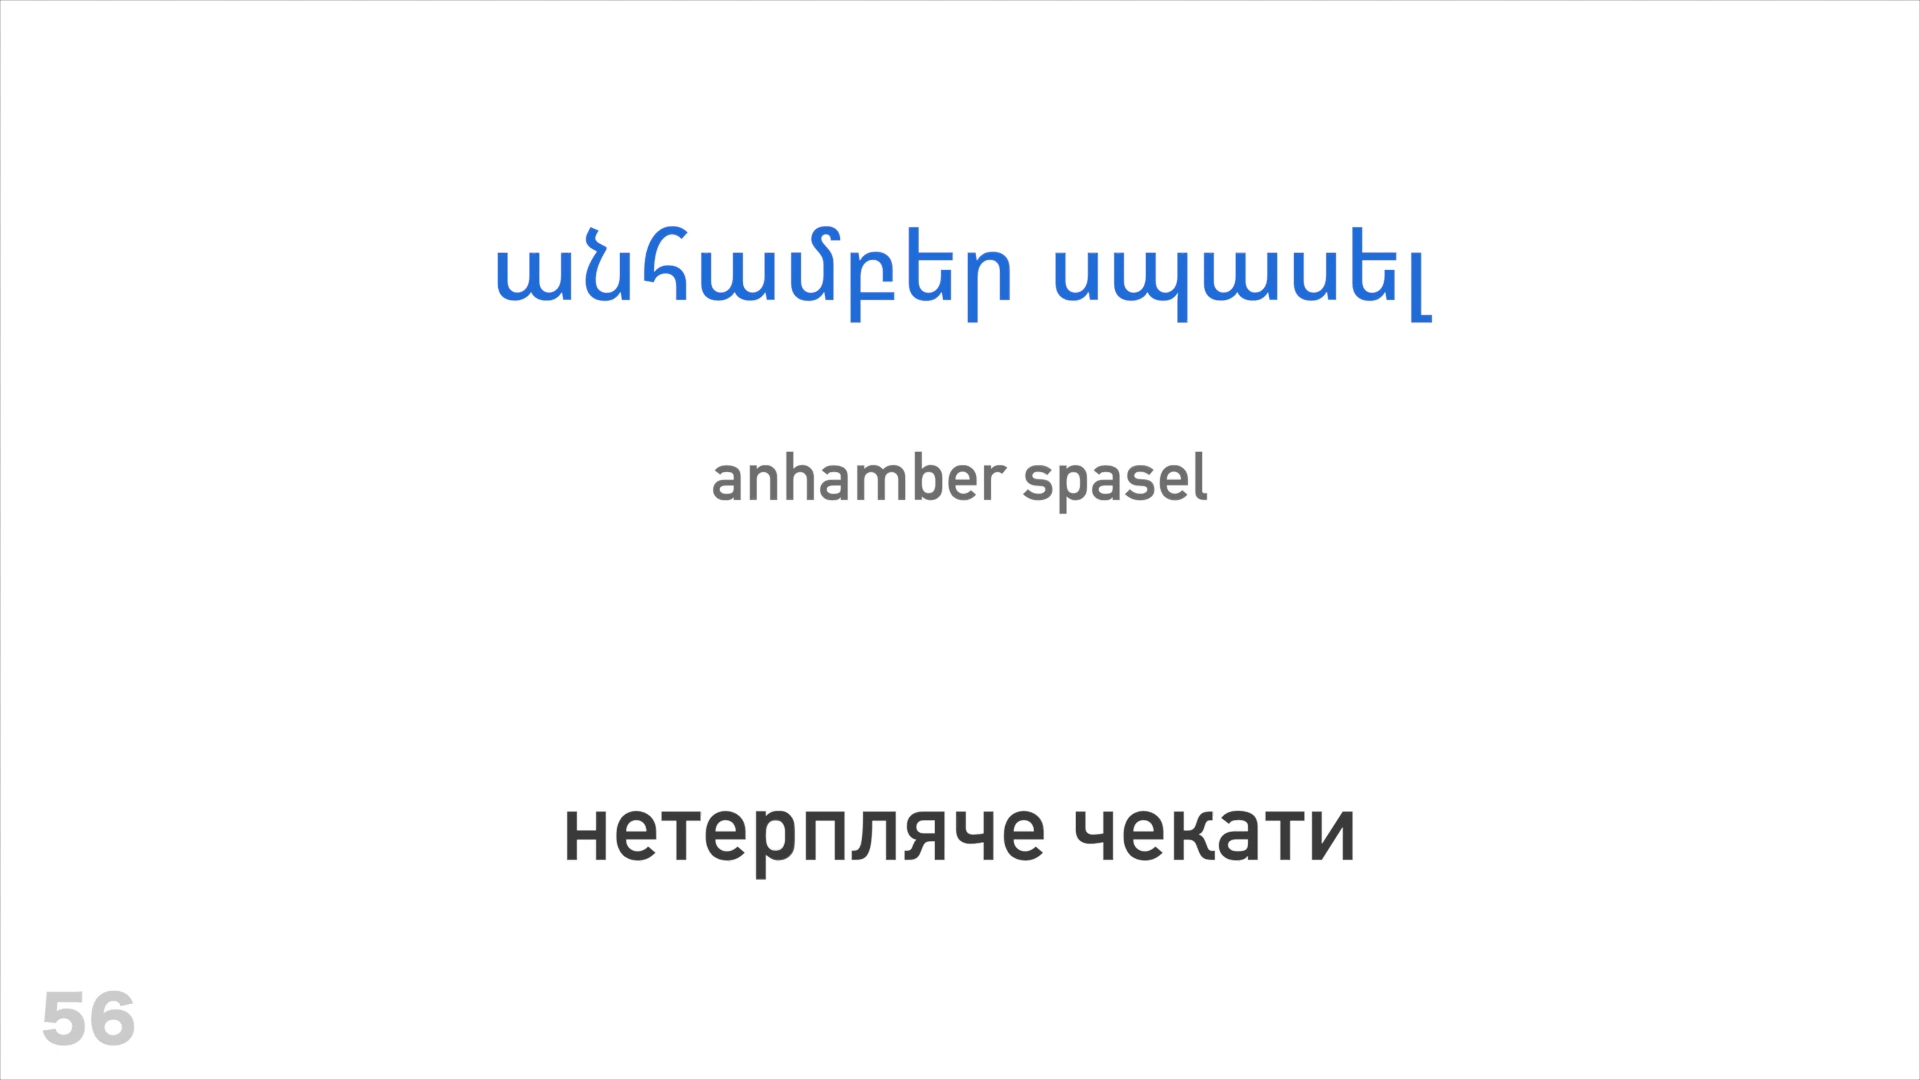 անհամբեր սպասել
anhamber spasel
нетерпляче чекати
56